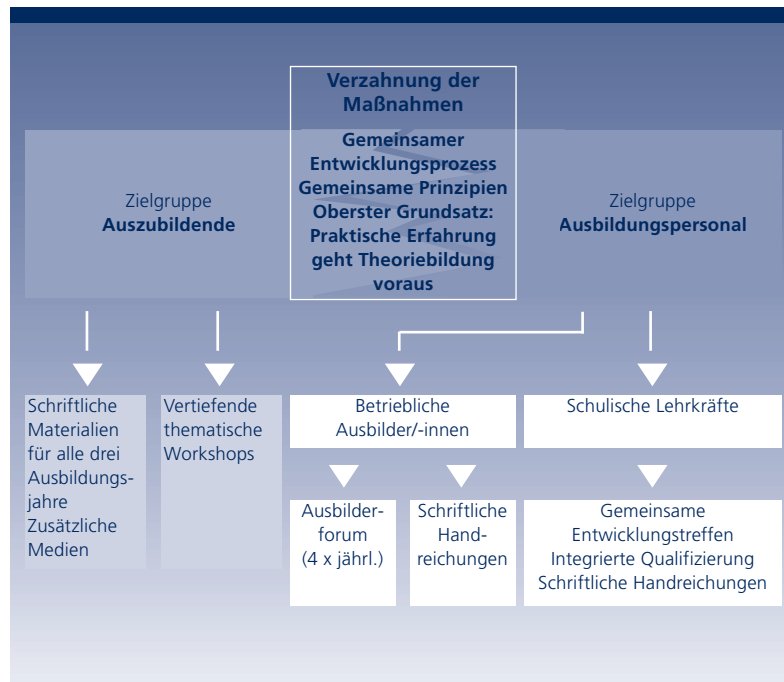 Verzahnung der
Maßnahmen
Gemeinsamer
Entwicklungsprozess
Gemeinsame Prinzipien
Oberster Grundsatz:
Praktische Erfahrung
geht Theoriebildung
voraus
Zielgruppe
Auszubildende
Zielgruppe
Ausbildungspersonal
Schriftliche
Materialien
für alle drei
Ausbildungs-
jahre
Zusätzliche
Medien
Vertiefende
thematische
Workshops
Betriebliche
Ausbilder/-innen
Schulische Lehrkräfte
Ausbilder-
forum
(4 x jährl.)
Schriftliche
Hand-
reichungen
Gemeinsame
Entwicklungstreffen
Integrierte Qualifizierung
Schriftliche Handreichungen